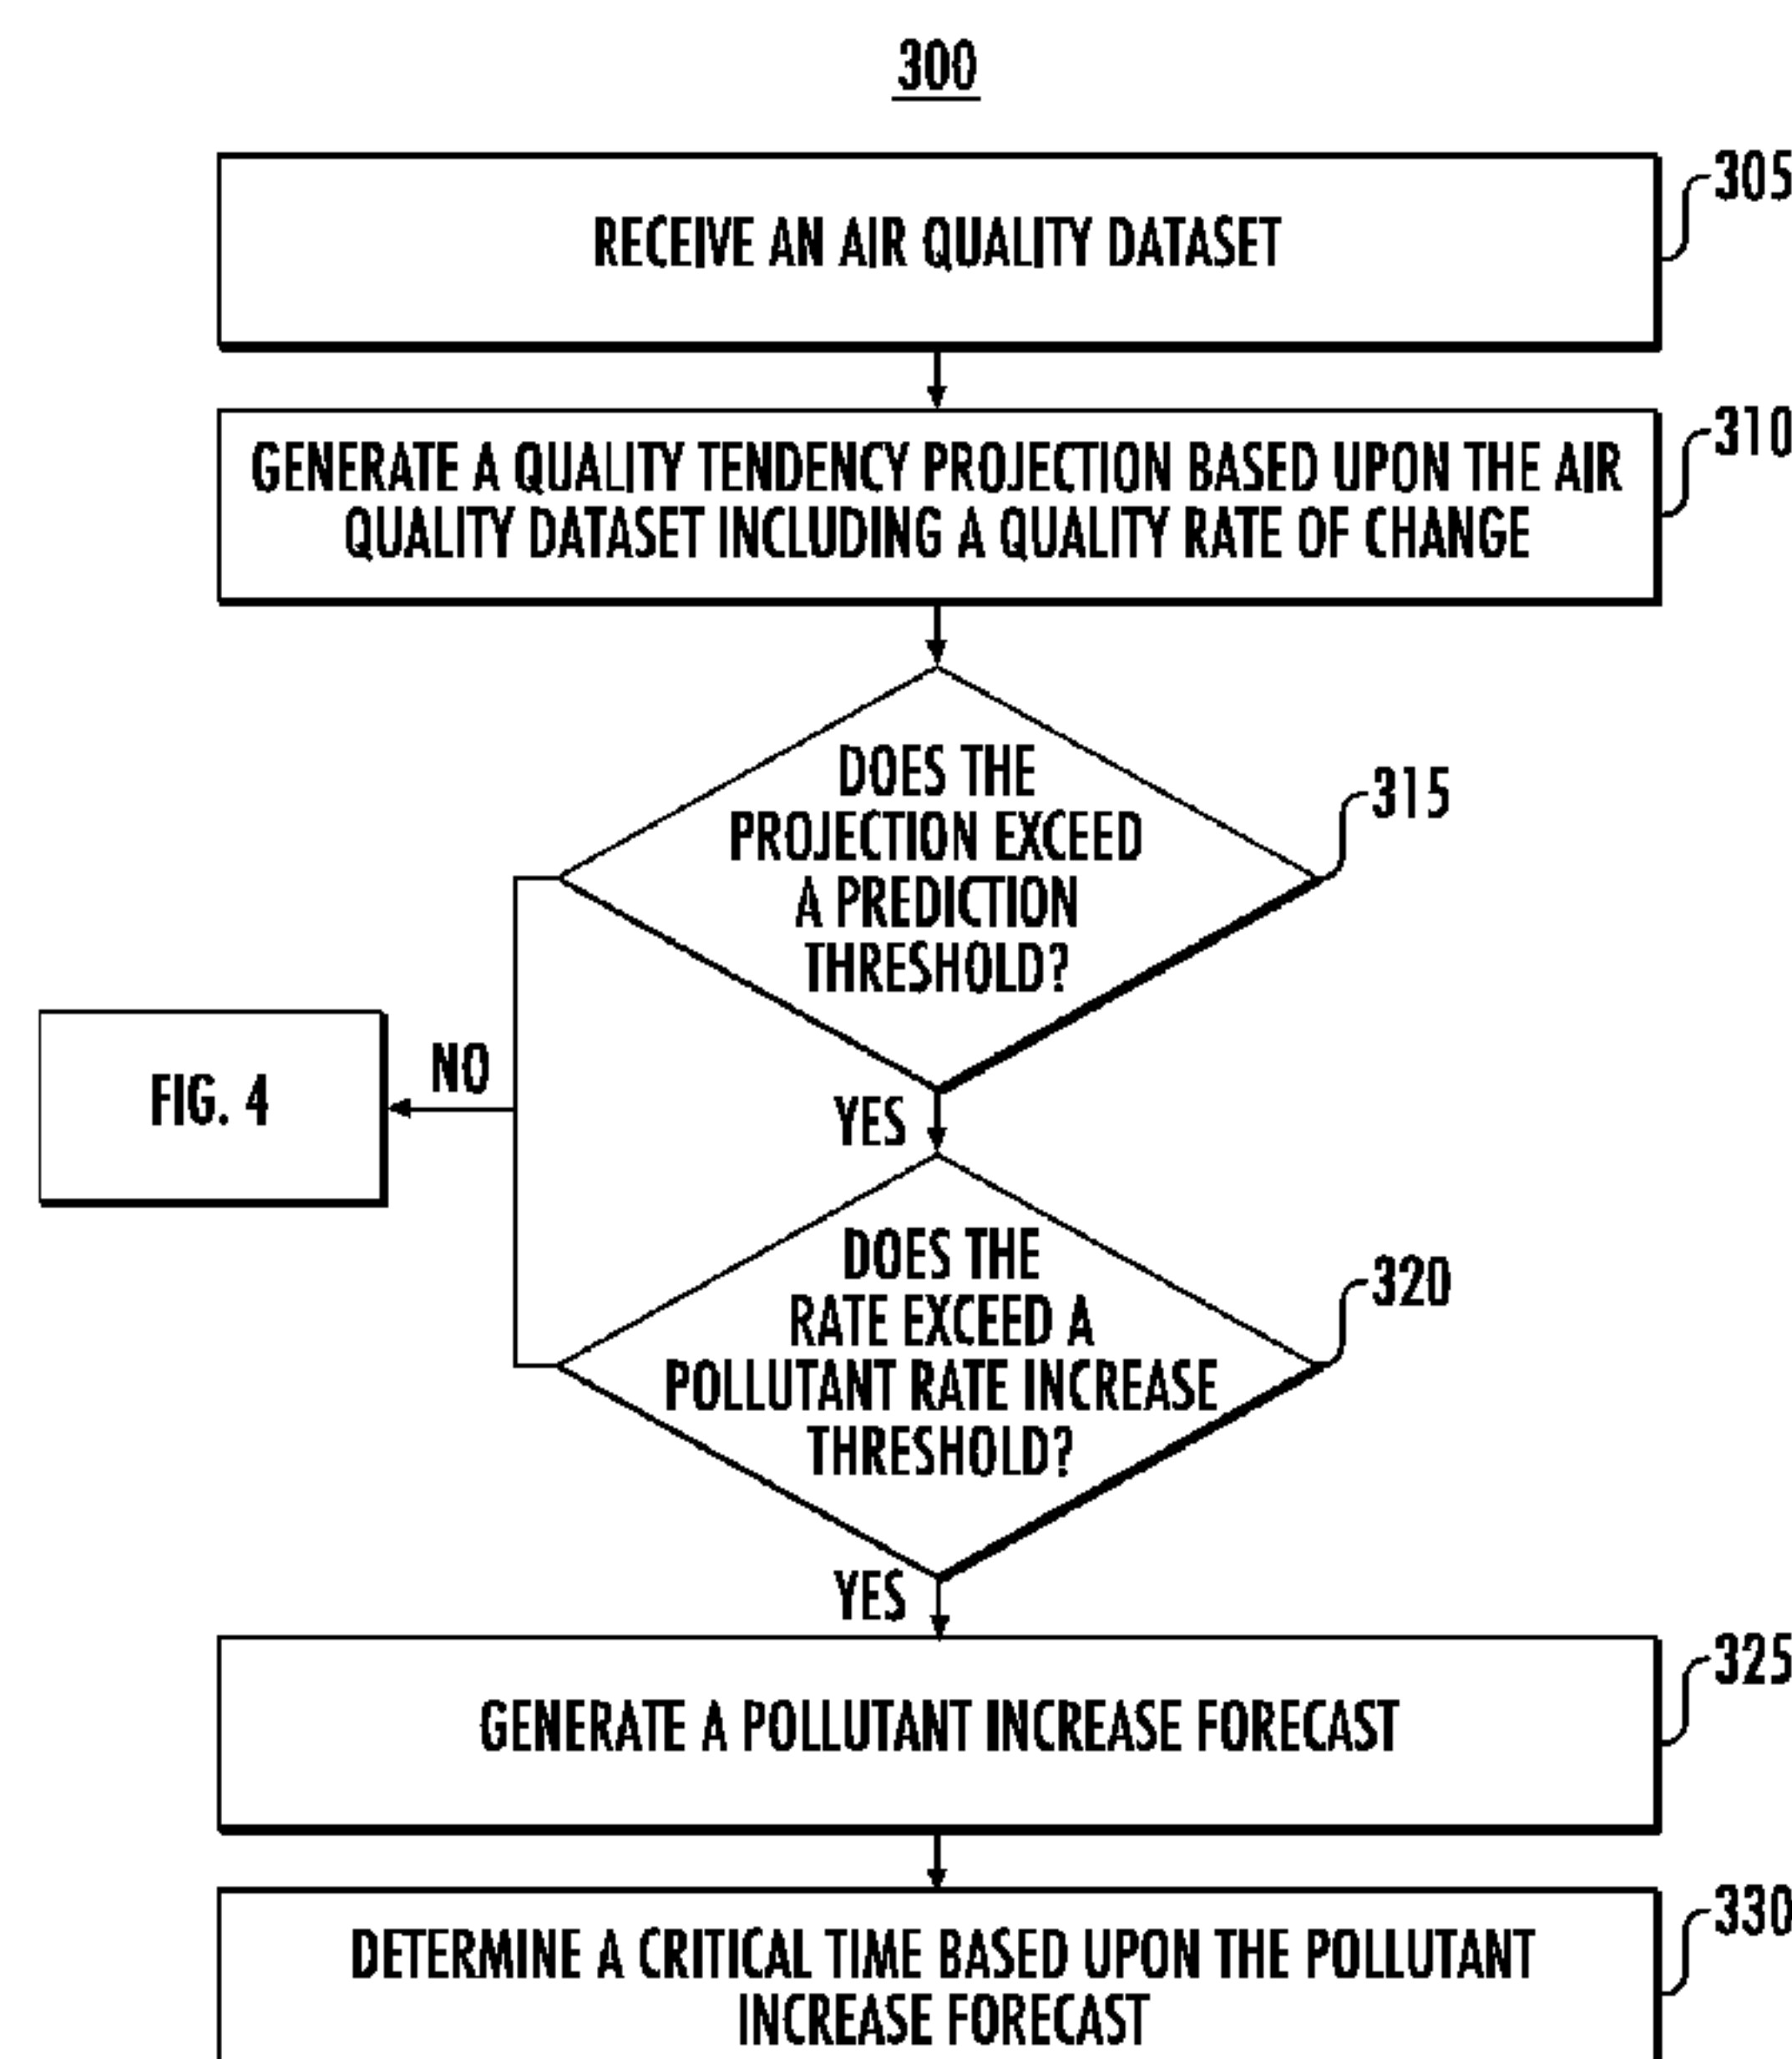 300
RECEIVE AN AIR QUALITY DATASET
305
GENERATE A QUALITY TENDENCY PROJECTION BASED UPON THE AIR
QUALITY DATASET INCLUDING A QUALITY RATE OF CHANGE
310
DOES THE
PROJECTION EXCEED
A PREDICTION
THRESHOLD?
315
NO
FIG. 4
YES
DOES THE
RATE EXCEED A
POLLUTANT RATE INCREASE
THRESHOLD?
320
YES
GENERATE A POLLUTANT INCREASE FORECAST
325
DETERMINE A CRITICAL TIME BASED UPON THE POLLUTANT
INCREASE FORECAST
330